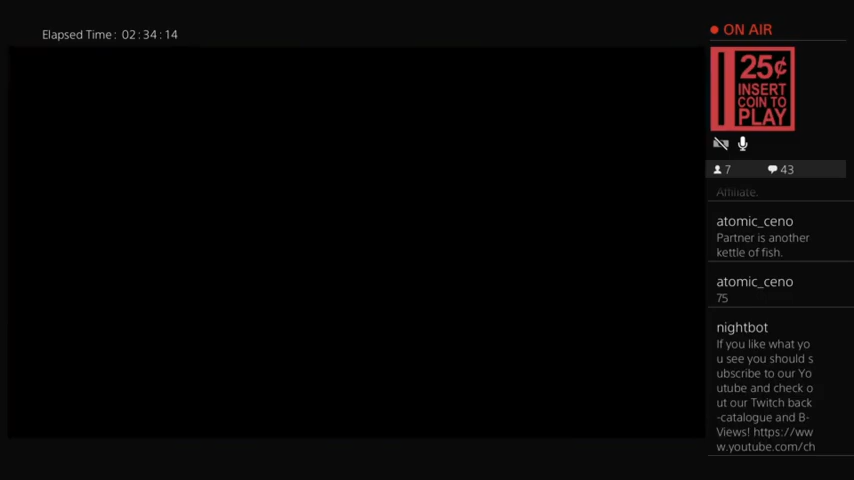 Elapsed Time: 02:34:14
ON AIR
25¢
INSERT
COIN TO
PLAY
7 43
Affiliate.
atomic_ceno
Partner is another
kettle of fish.
atomic_ceno
75
nightbot
If you like what yo
u see you should s
ubscribe to our Yo
utube and check o
ut our Twitch back
-catalogue and B-
Views! https://ww
w.youtube.com/ch